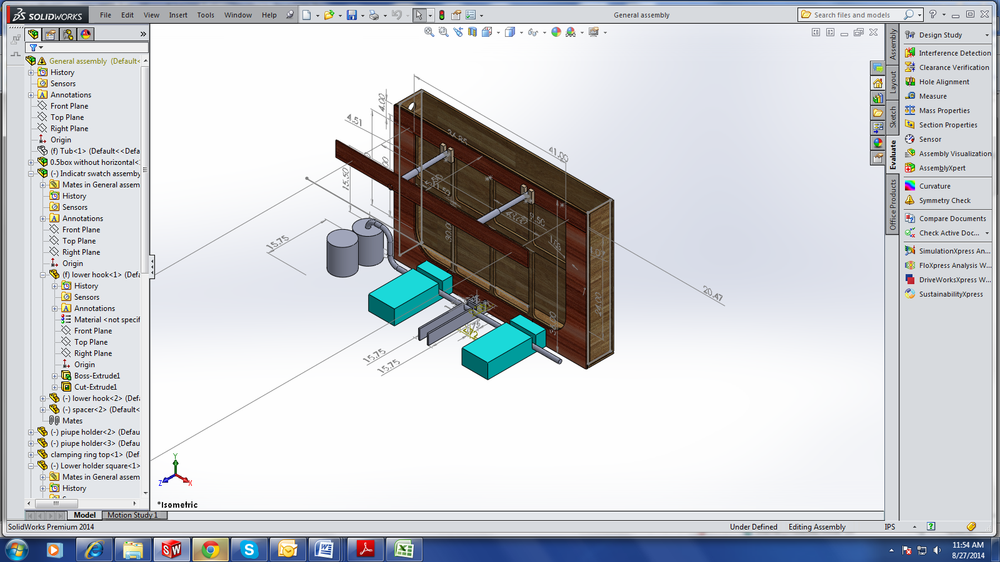 SOLIDWORKS
File Edit View Insert Tools Window Help
General assembly
Search files and models
General assembly (Default<
History
Sensors
Annotations
Front Plane
Top Plane
Right Plane
Origin
(f) Tub<1> (Default<<Defa
0.5box without horizontal<
(-) Indicatr swatch assemby
Mates in General assem
History
Sensors
Annotations
Front Plane
Top Plane
Right Plane
Origin
(f) lower hook<1> (Defa
History
Sensors
Annotations
Material <not specif
Front Plane
Top Plane
Right Plane
Origin
Boss-Extrude1
Cut-Extrude1
(-) lower hook<2> (Defa
(-) spacer<2> (Default<
Mates
(-) piupe holder<2> (Defau
(-) piupe holder<3> (Defau
clamping ring top<1> (Def
(-) Lower holder square<1>
Mates in General assem
History
4.00
4.51
15.50
15.75
15.75
15.75
20.47
24.00
Y
Z
X
*Isometric
Assembly
Layout
Sketch
Evaluate
Office Products
Design Study
Interference Detection
Clearance Verification
Hole Alignment
Measure
Mass Properties
Section Properties
Sensor
Assembly Visualization
AssemblyXpert
Curvature
Symmetry Check
Compare Documents
Check Active Doc...
SimulationXpress An...
FloXpress Analysis W...
DriveWorksXpress W...
SustainabilityXpress
Model Motion Study 1
SolidWorks Premium 2014
Under Defined Editing Assembly IPS
11:54 AM
8/27/2014